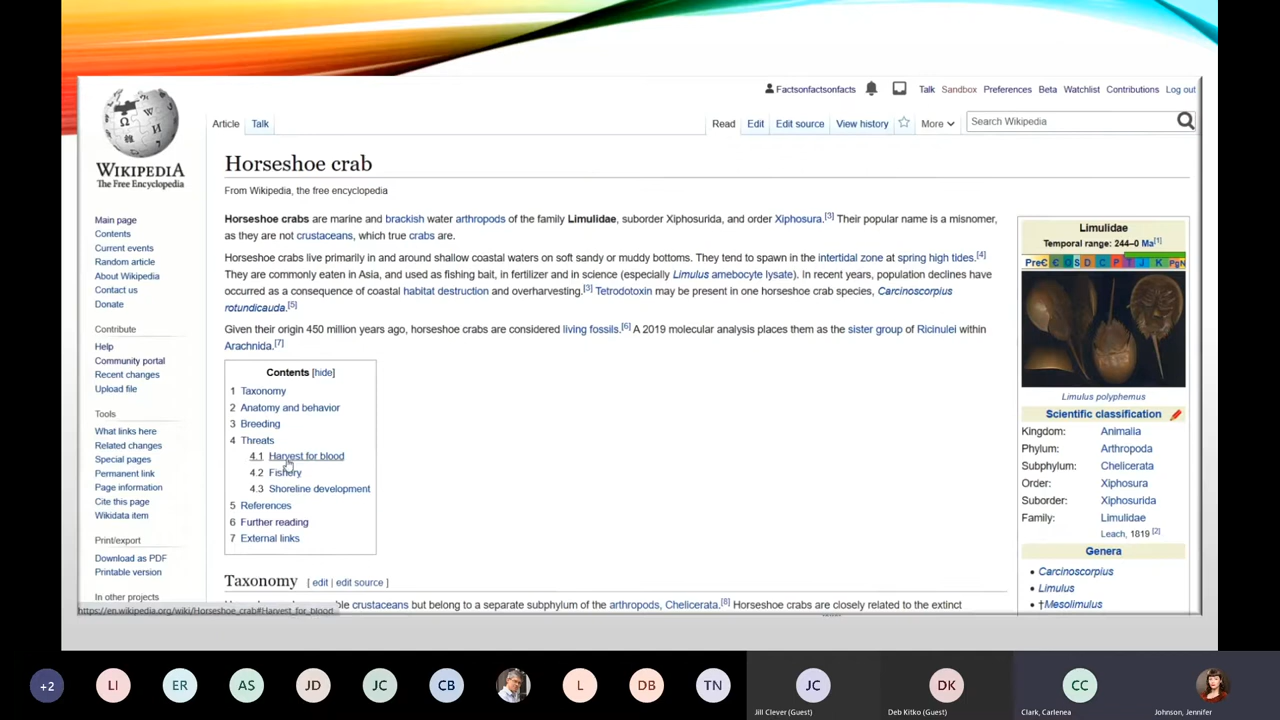 Factsonfactsonfacts Talk Sandbox Preferences Beta Watchlist Contributions Log out
Article Talk Read Edit Edit source View history More Search Wikipedia
WIKIPEDIA
The Free Encyclopedia
Main page
Contents
Current events
Random article
About Wikipedia
Contact us
Donate
Contribute
Help
Community portal
Recent changes
Upload file
Tools
What links here
Related changes
Special pages
Permanent link
Page information
Cite this page
Wikidata item
Print/export
Download as PDF
Printable version
In other projects
Horseshoe crab
From Wikipedia, the free encyclopedia
Horseshoe crabs are marine and brackish water arthropods of the family Limulidae, suborder Xiphosurida, and order Xiphosura.[3] Their popular name is a misnomer,
as they are not crustaceans, which true crabs are.
Horseshoe crabs live primarily in and around shallow coastal waters on soft sandy or muddy bottoms. They tend to spawn in the intertidal zone at spring high tides.[4]
They are commonly eaten in Asia, and used as fishing bait, in fertilizer and in science (especially Limulus amebocyte lysate). In recent years, population declines have
occurred as a consequence of coastal habitat destruction and overharvesting.[3] Tetrodotoxin may be present in one horseshoe crab species, Carcinoscorpius
rotundicauda.[5]
Given their origin 450 million years ago, horseshoe crabs are considered living fossils.[6] A 2019 molecular analysis places them as the sister group of Ricinulei within
Arachnida.[7]
Contents [hide]
1 Taxonomy
2 Anatomy and behavior
3 Breeding
4 Threats
4.1 Harvest for blood
4.2 Fishery
4.3 Shoreline development
5 References
6 Further reading
7 External links
Taxonomy [ edit | edit source ]
crustaceans but belong to a separate subphylum of the arthropods, Chelicerata.[8] Horseshoe crabs are closely related to the extinct
https://en.wikipedia.org/wiki/Horseshoe_crab#Harvest_for_blood
Limulidae
Temporal range: 244–0 Ma[1]
PreЄ Є O S D C P T J K PgN
Limulus polyphemus
Scientific classification
Kingdom: Animalia
Phylum: Arthropoda
Subphylum: Chelicerata
Order: Xiphosura
Suborder: Xiphosurida
Family: Limulidae
Leach, 1819 [2]
Genera
• Carcinoscorpius
• Limulus
• †Mesolimulus
+2 LI ER AS JD JC CB L DB TN JC DK CC
Jill Clever (Guest) Deb Kitko (Guest) Clark, Carlenea Johnson, Jennifer